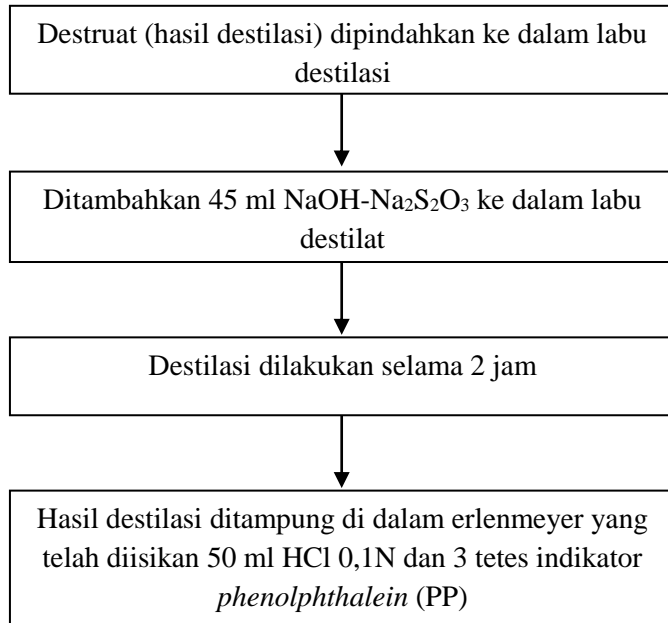 Destruat (hasil destilasi) dipindahkan ke dalam labu
destilasi
Ditambahkan 45 ml NaOH-Na₂S₂O₃ ke dalam labu
destilat
Destilasi dilakukan selama 2 jam
Hasil destilasi ditampung di dalam erlenmeyer yang
telah diisikan 50 ml HCl 0,1N dan 3 tetes indikator
phenolphthalein (PP)